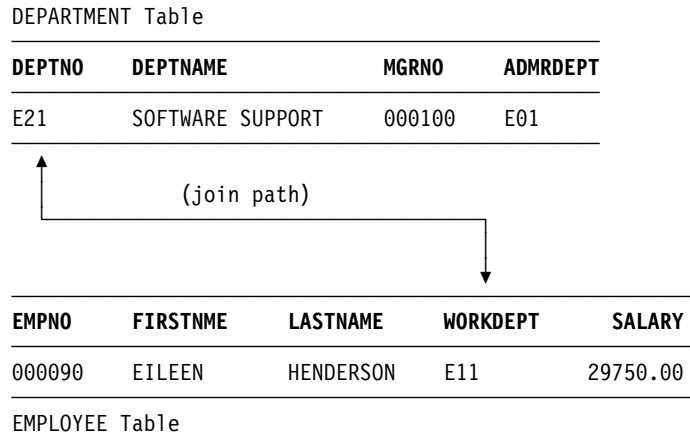 DEPARTMENT Table
DEPTNO DEPTNAME MGRNO ADMRDEPT
E21 SOFTWARE SUPPORT 000100 E01
(join path)
EMPNO FIRSTNME LASTNAME WORKDEPT SALARY
000090 EILEEN HENDERSON E11 29750.00
EMPLOYEE Table